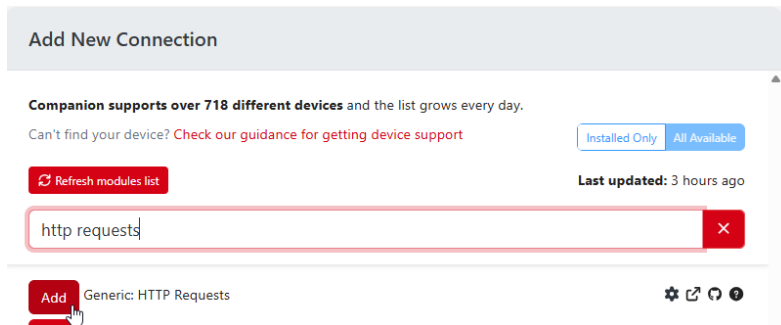 Add New Connection
Companion supports over 718 different devices and the list grows every day.
Can't find your device? Check our guidance for getting device support
Installed Only All Available
Refresh modules list
Last updated: 3 hours ago
http requests
Add Generic: HTTP Requests